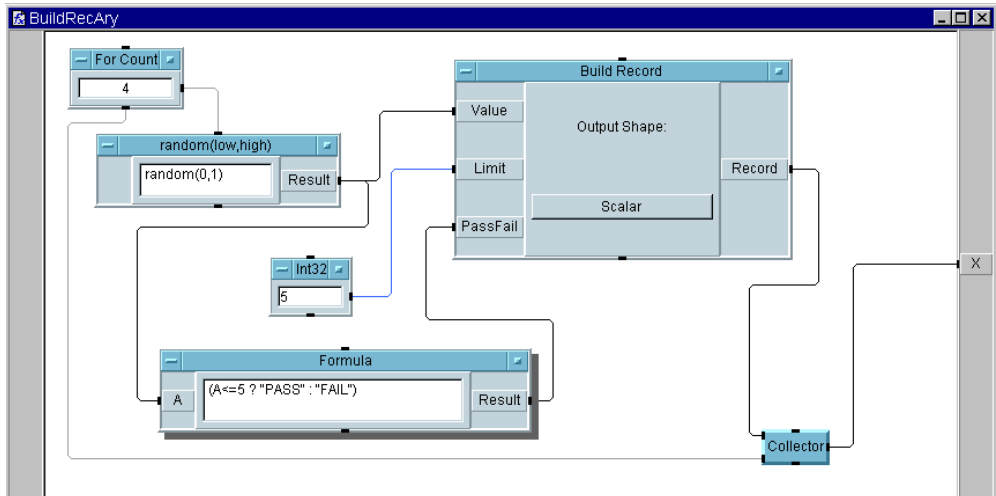 BuildRecAry
For Count
4
random(low,high)
random(0,1)
Result
Build Record
Value
Output Shape:
Limit
Record
Scalar
PassFail
X
Int32
5
Formula
A
(A<=5 ? "PASS" : "FAIL")
Result
Collector